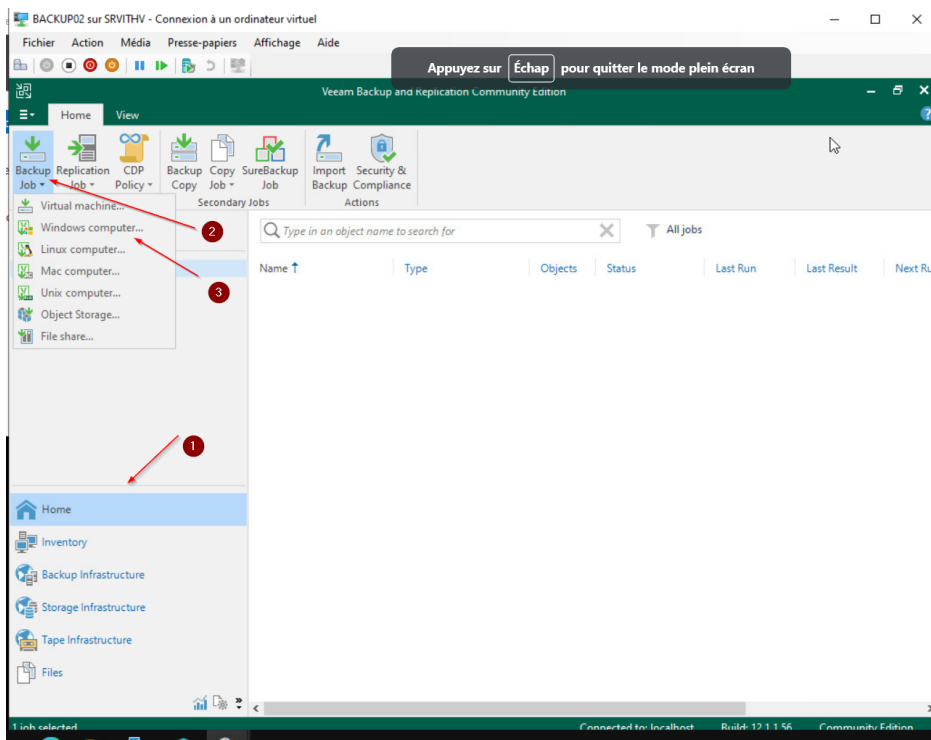 BACKUP02 sur SRVITHV - Connexion à un ordinateur virtuel
Fichier Action Média Presse-papiers Affichage Aide
Appuyez sur Échap pour quitter le mode plein écran
Veeam Backup and Replication Community Edition
Home View
Backup Job
Replication Job
CDP Policy
Backup Copy
Copy Job
SureBackup Job
Import Backup
Security & Compliance
Secondary Jobs
Actions
Virtual machine...
Windows computer...
Linux computer...
Mac computer...
Unix computer...
Object Storage...
File share...
2
3
1
Type in an object name to search for
All jobs
Name Type Objects Status Last Run Last Result Next Ru
Home
Inventory
Backup Infrastructure
Storage Infrastructure
Tape Infrastructure
Files
1 job selected
Connected to: localhost Build: 12.1.1.56 Community Edition